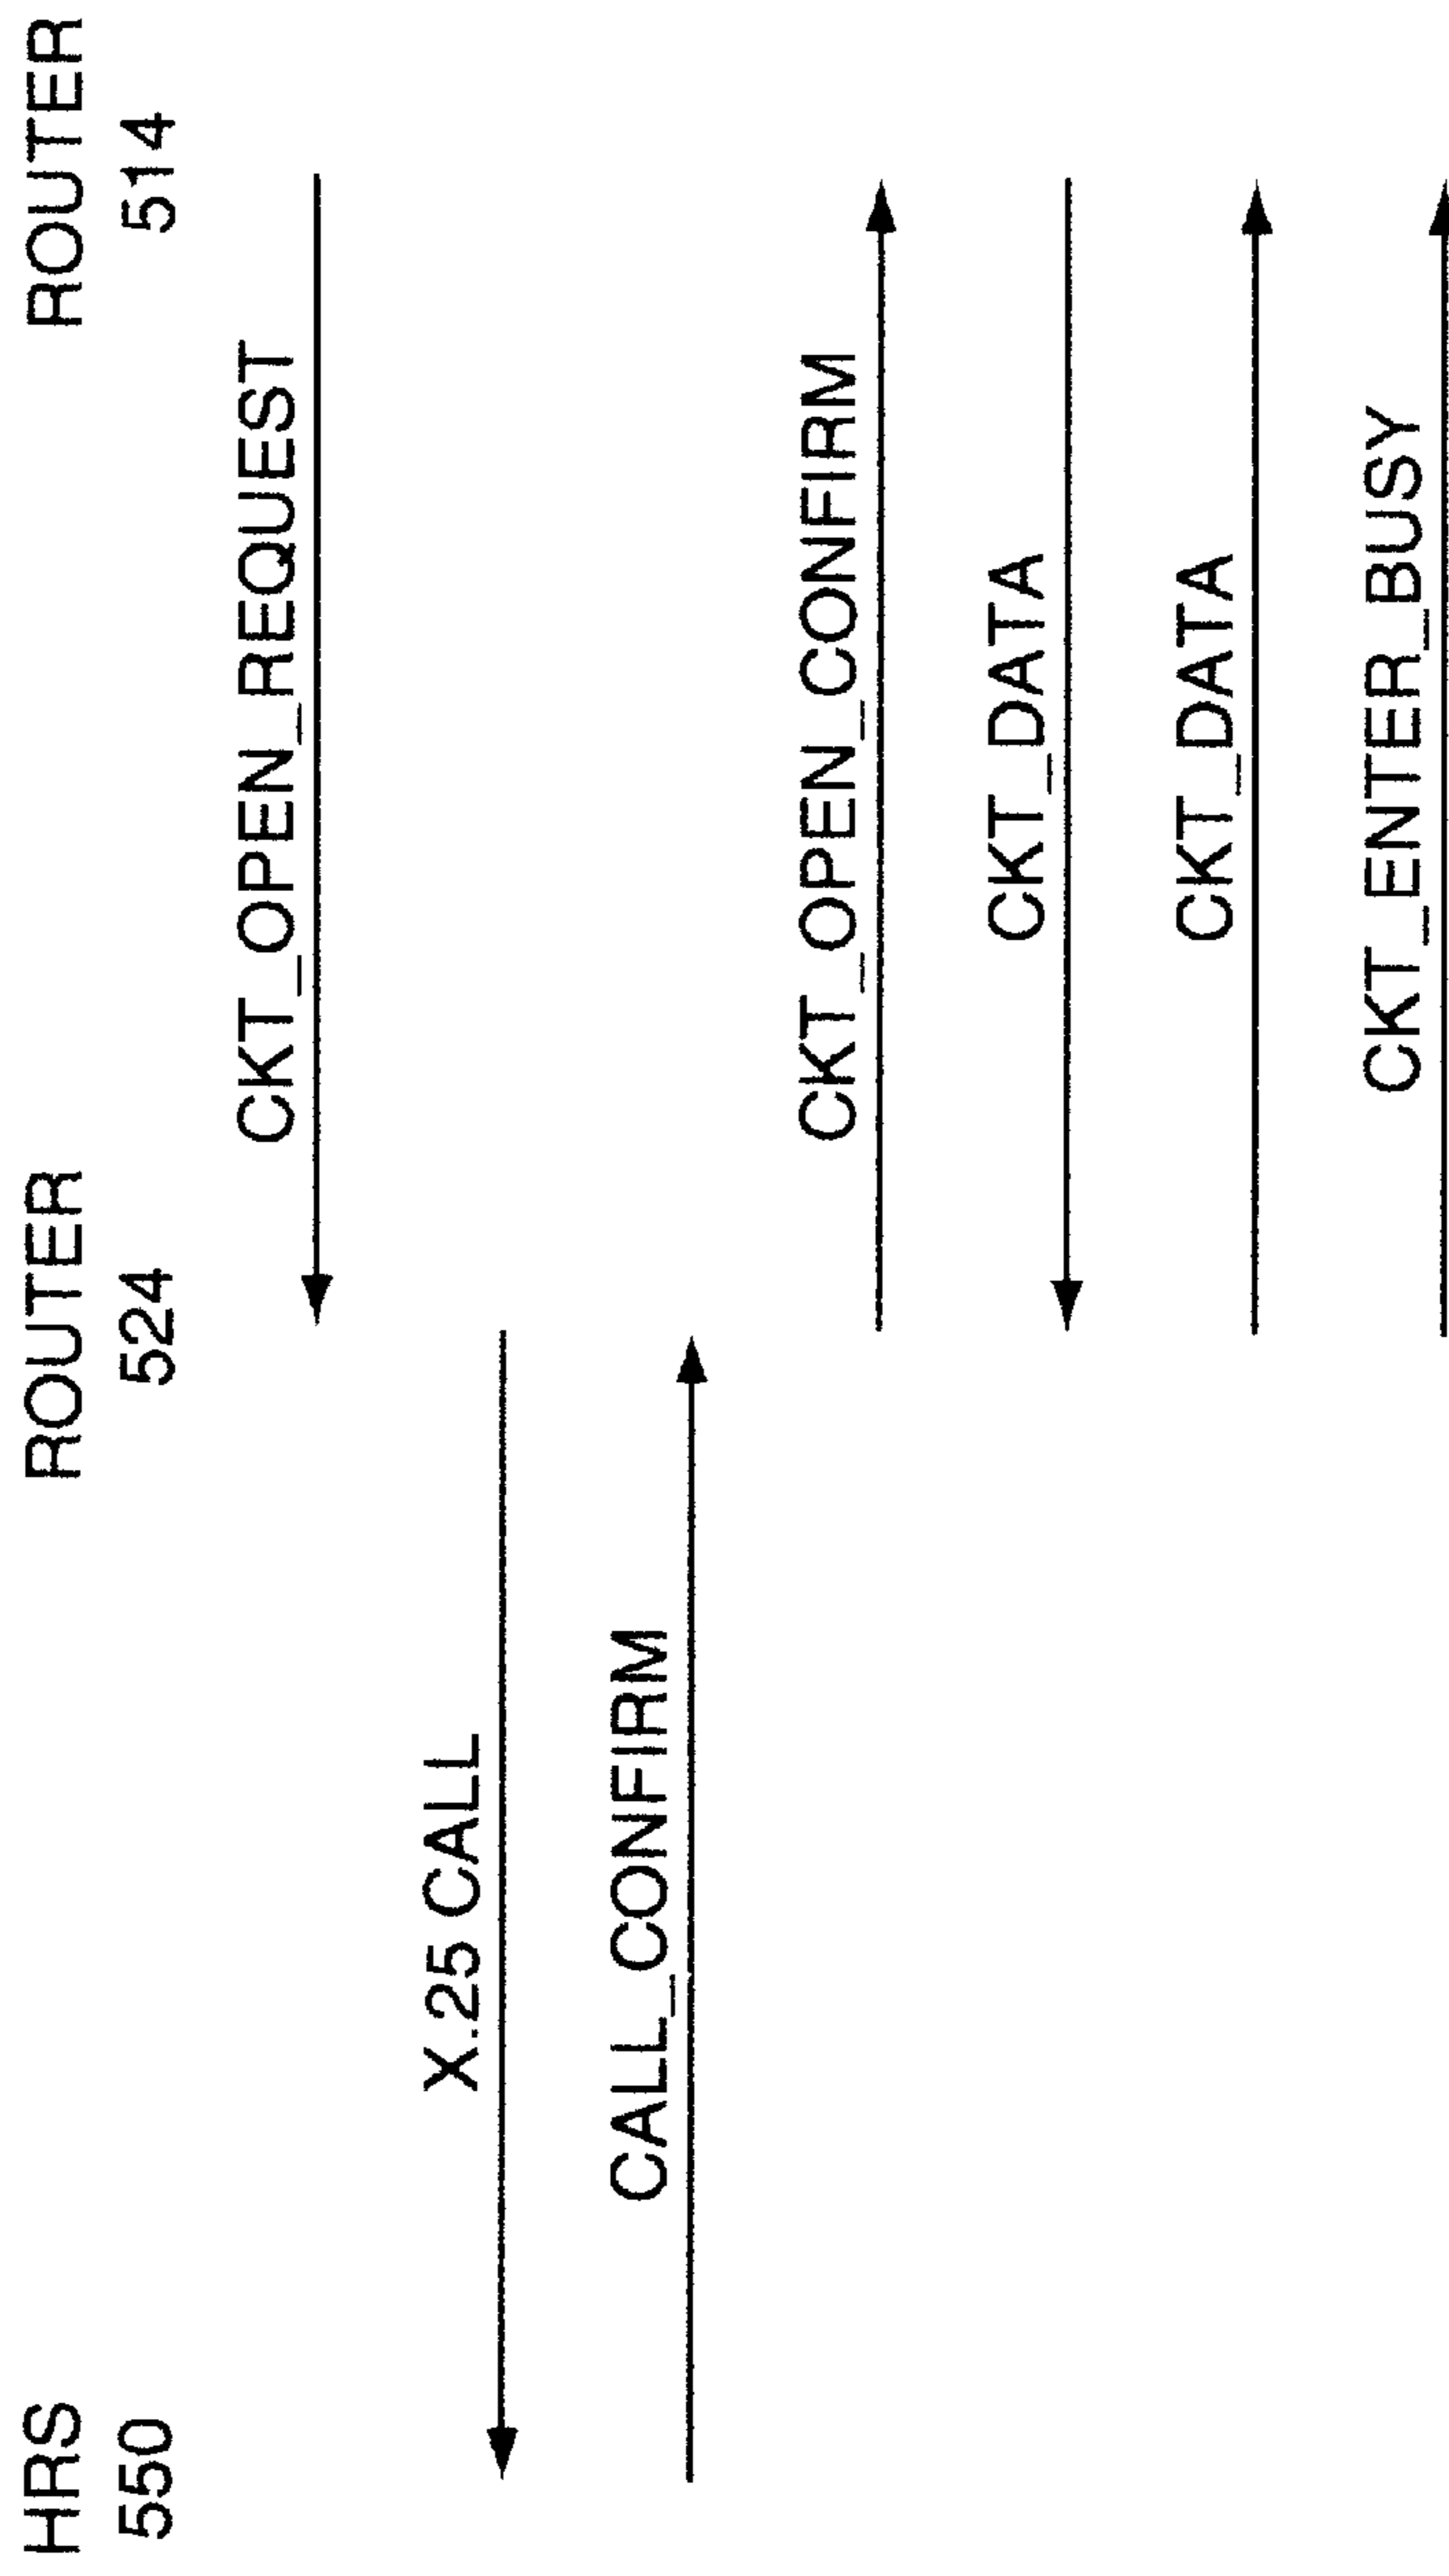 HRS
550
ROUTER
524
ROUTER
514
CKT_OPEN_REQUEST
X.25 CALL
CALL_CONFIRM
CKT_OPEN_CONFIRM
CKT_DATA
CKT_DATA
CKT_ENTER_BUSY